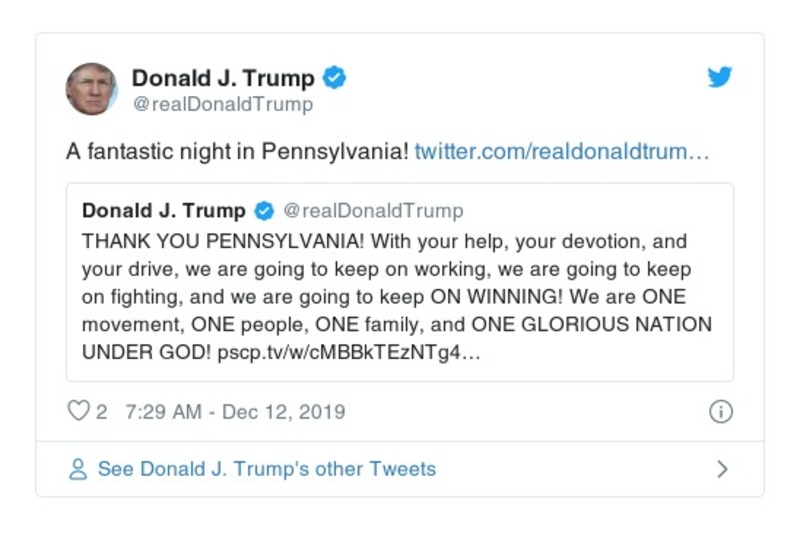 Donald J. Trump
@realDonaldTrump
A fantastic night in Pennsylvania! twitter.com/realdonaldtrum…
Donald J. Trump @realDonaldTrump
THANK YOU PENNSYLVANIA! With your help, your devotion, and
your drive, we are going to keep on working, we are going to keep
on fighting, and we are going to keep ON WINNING! We are ONE
movement, ONE people, ONE family, and ONE GLORIOUS NATION
UNDER GOD! pscp.tv/w/cMBBkTEzNTg4…
2 7:29 AM - Dec 12, 2019
See Donald J. Trump's other Tweets